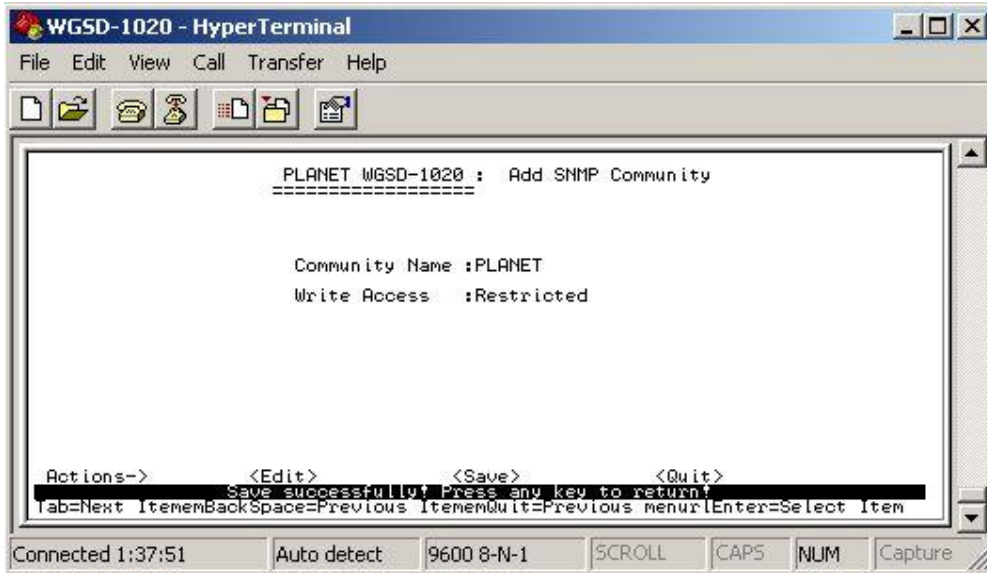 WGSD-1020 - HyperTerminal
File Edit View Call Transfer Help
PLANET WGSD-1020 : Add SNMP Community
===================
Community Name :PLANET
Write Access :Restricted
Actions-> <Edit> <Save> <Quit>
Save successfully! Press any key to return!
Tab=Next ItememBackSpace=Previous ItememQuit=Previous menurlEnter=Select Item
Connected 1:37:51 Auto detect 9600 8-N-1 SCROLL CAPS NUM Capture